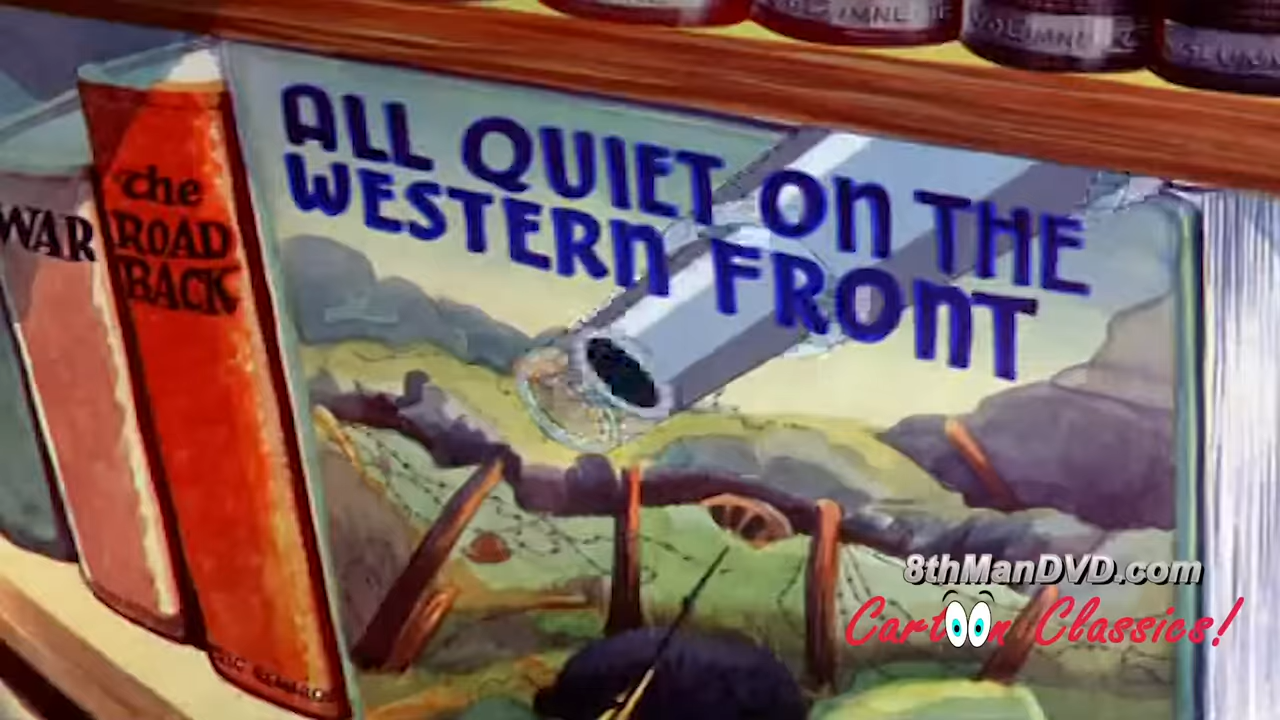 WAR
the
ROAD
BACK
ALL QUIET ON THE
WESTERN FRONT
8thManDVD.com
Cartoon Classics!